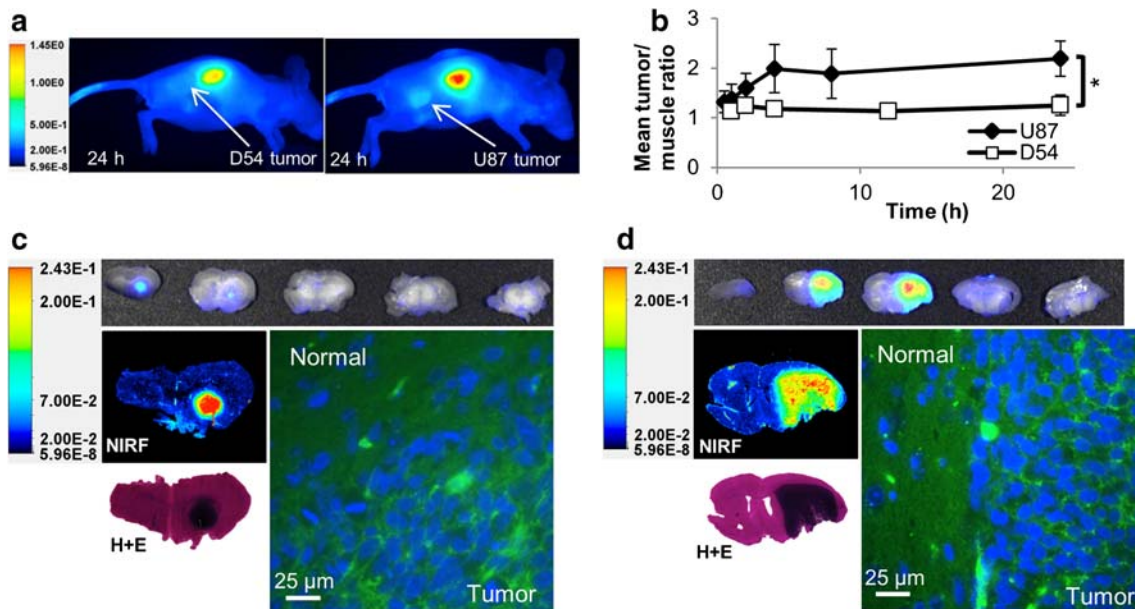 a
1.45E0
1.00E0
5.00E-1
5.96E-8
24 h
D54 tumor
24 h
U87 tumor
b
Mean tumor/
muscle ratio
3
2
1
0
0
10
20
Time (h)
*
U87
D54
c
2.43E-1
2.00E-1
7.00E-2
2.00E-2
5.96E-8
NIRF
H+E
Normal
25 µm
Tumor
d
2.43E-1
2.00E-1
7.00E-2
2.00E-2
5.96E-8
NIRF
H+E
Normal
25 µm
Tumor